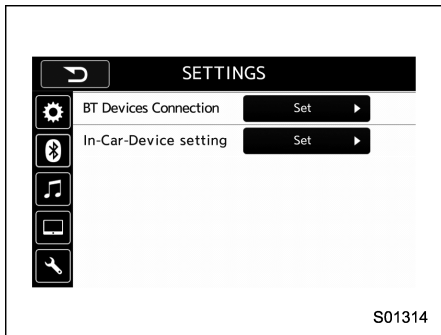 SETTINGS
BT Devices Connection Set
In-Car-Device setting Set
S01314